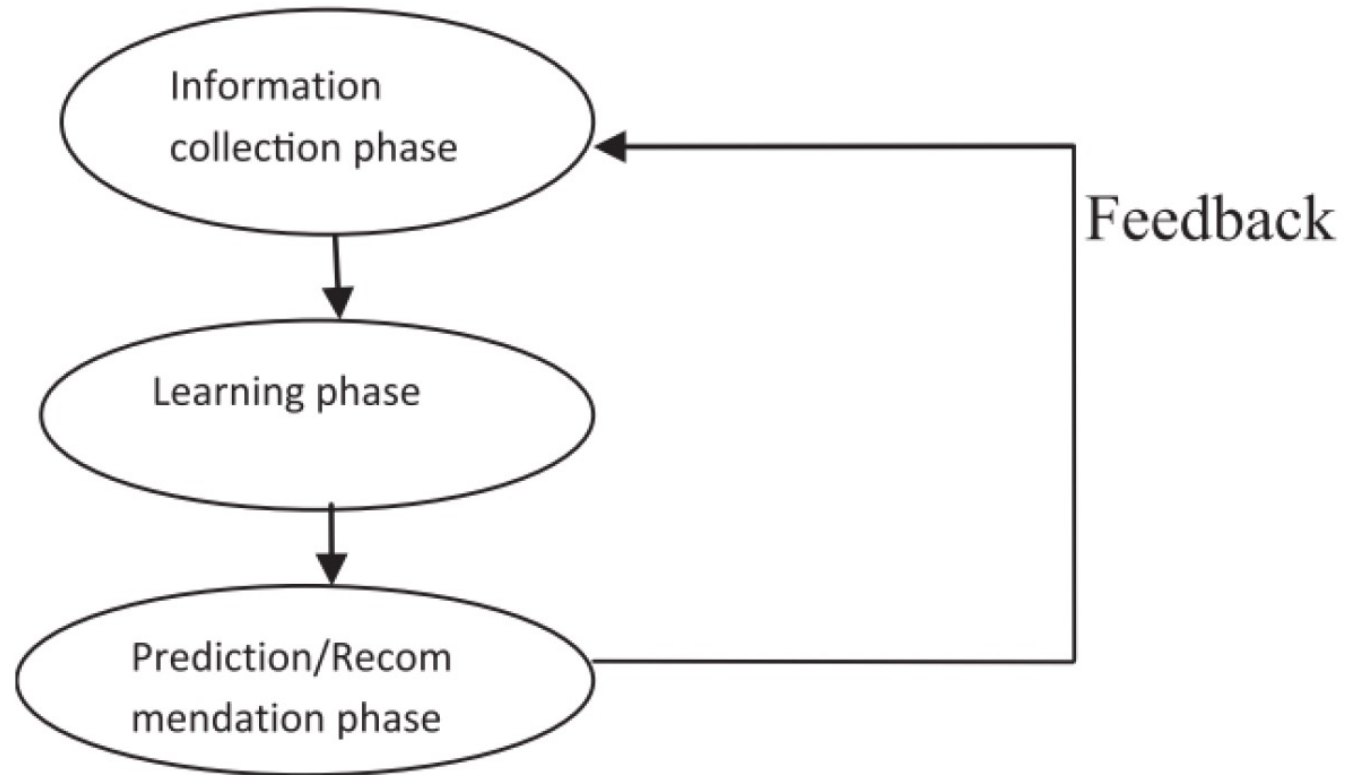 Information
collection phase
Feedback
Learning phase
Prediction/Recom
mendation phase